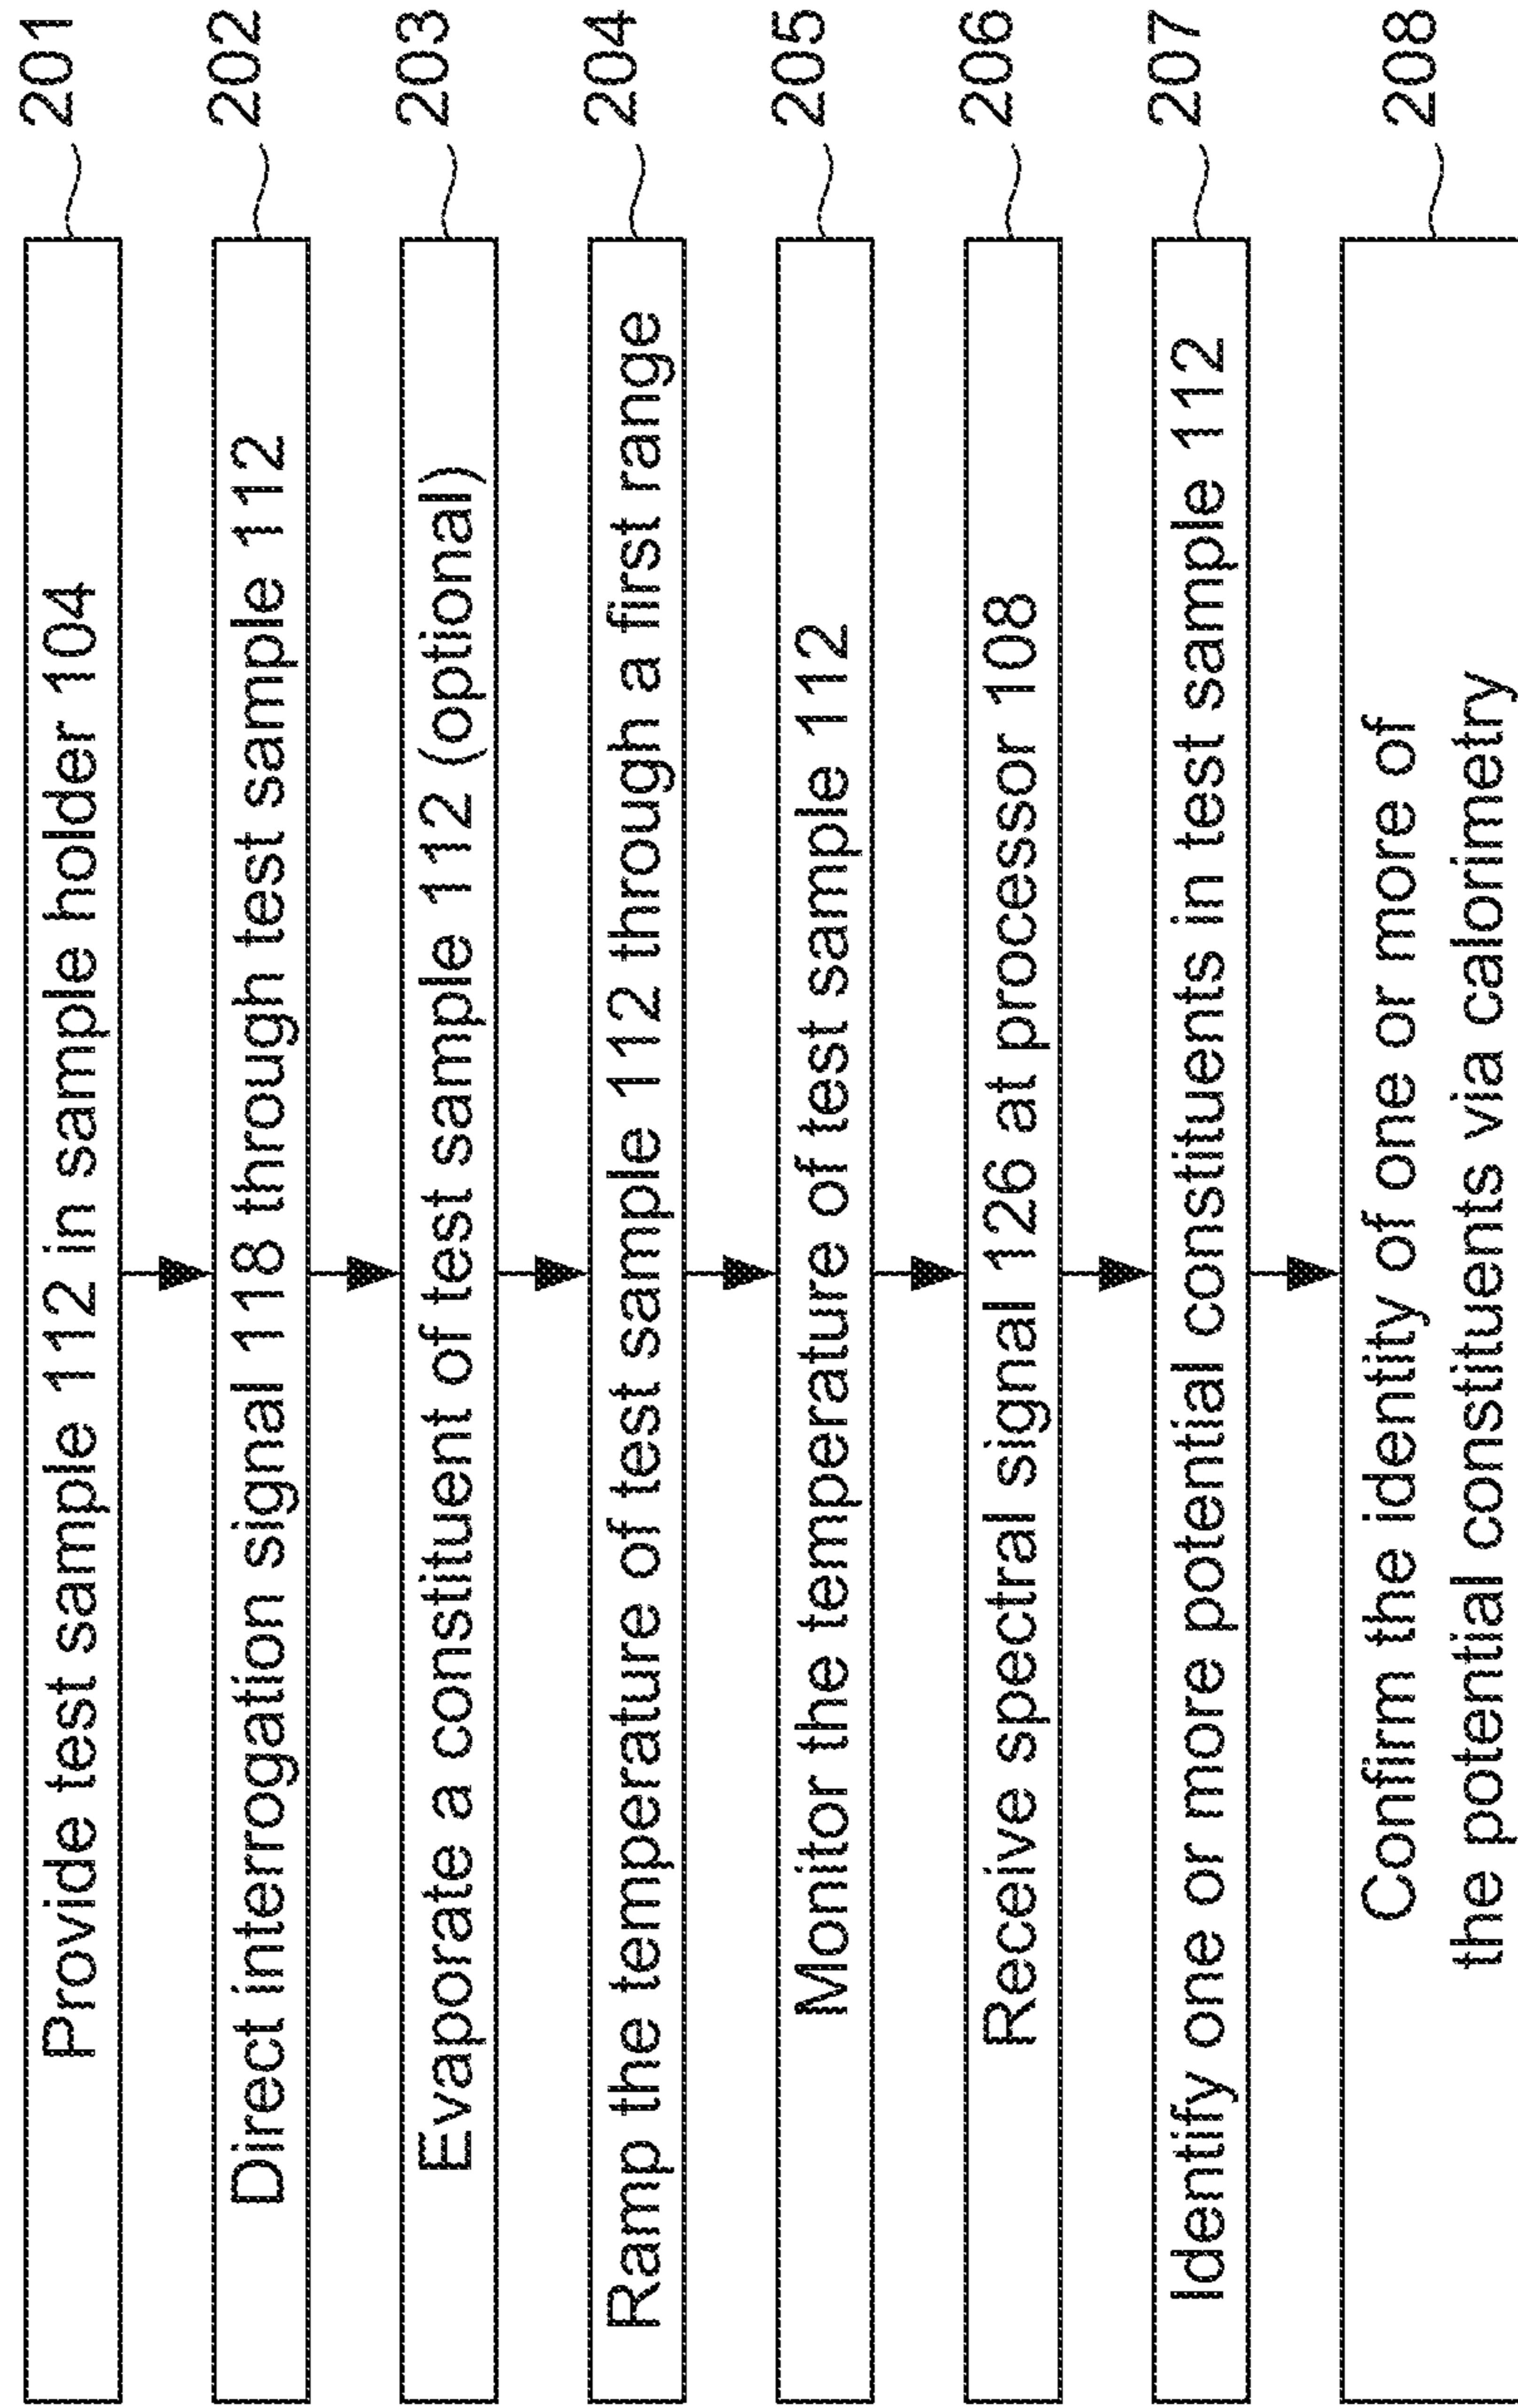 Provide test sample 112 in sample holder 104
201
Direct interrogation signal 118 through test sample 112
202
Evaporate a constituent of test sample 112 (optional)
203
Ramp the temperature of test sample 112 through a first range
204
Monitor the temperature of test sample 112
205
Receive spectral signal 126 at processor 108
206
Identify one or more potential constituents in test sample 112
207
Confirm the identity of one or more of
the potential constituents via calorimetry
208